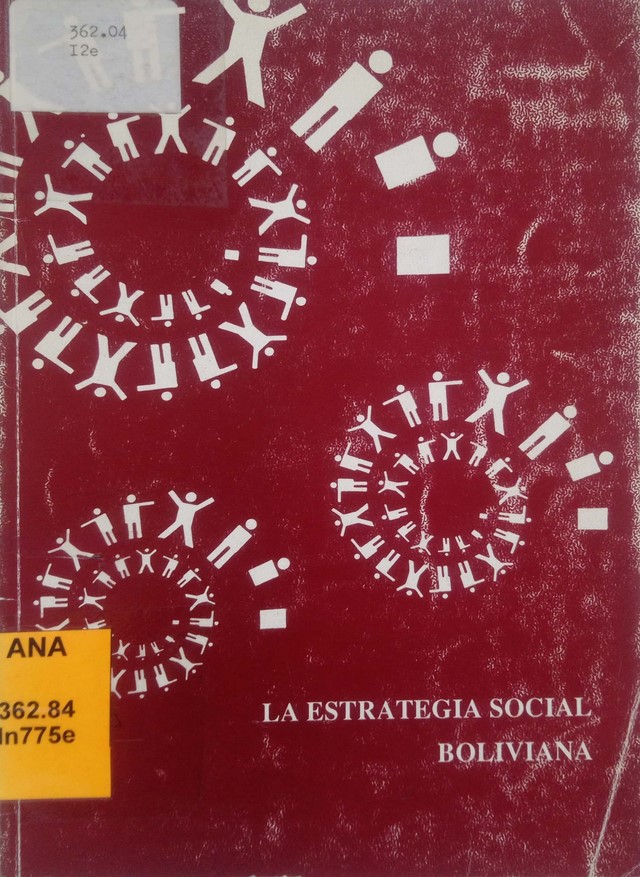 362.04
I2e
ANA
362.84
In775e
LA ESTRATEGIA SOCIAL
BOLIVIANA